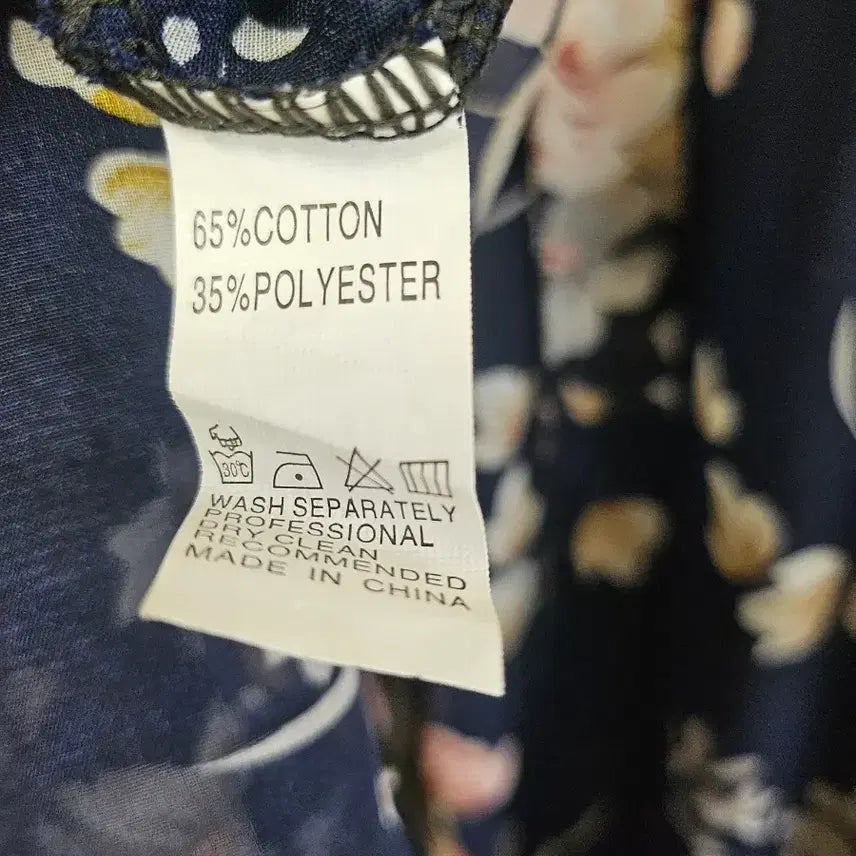 65%COTTON
35%POLYESTER
30°C
WASH SEPARATELY
PROFESSIONAL
DRY CLEAN
RECOMMENDED
MADE IN CHINA